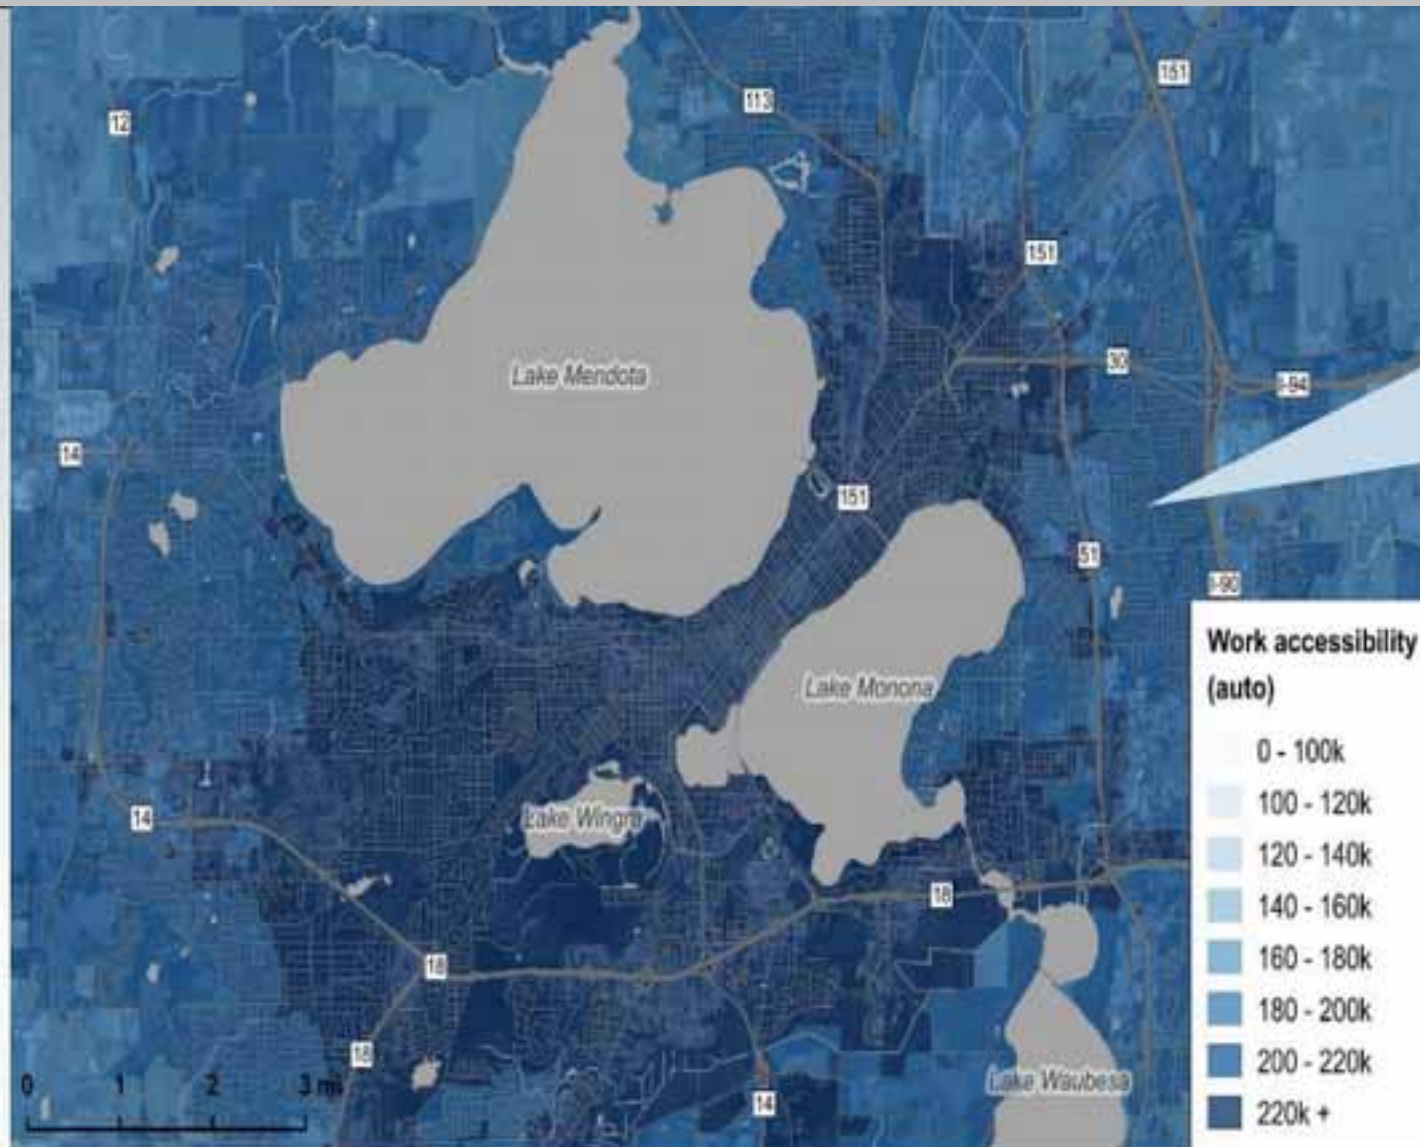 151
113
12
151
Lake Mendota
30
I-94
14
151
51
I-90
Work accessibility
(auto)
Lake Monona
0 - 100k
100 - 120k
14
Lake Wingra
120 - 140k
18
140 - 160k
18
160 - 180k
180 - 200k
18
200 - 220k
0 1 2 3 mi
Lake Waubesa
14
220k +